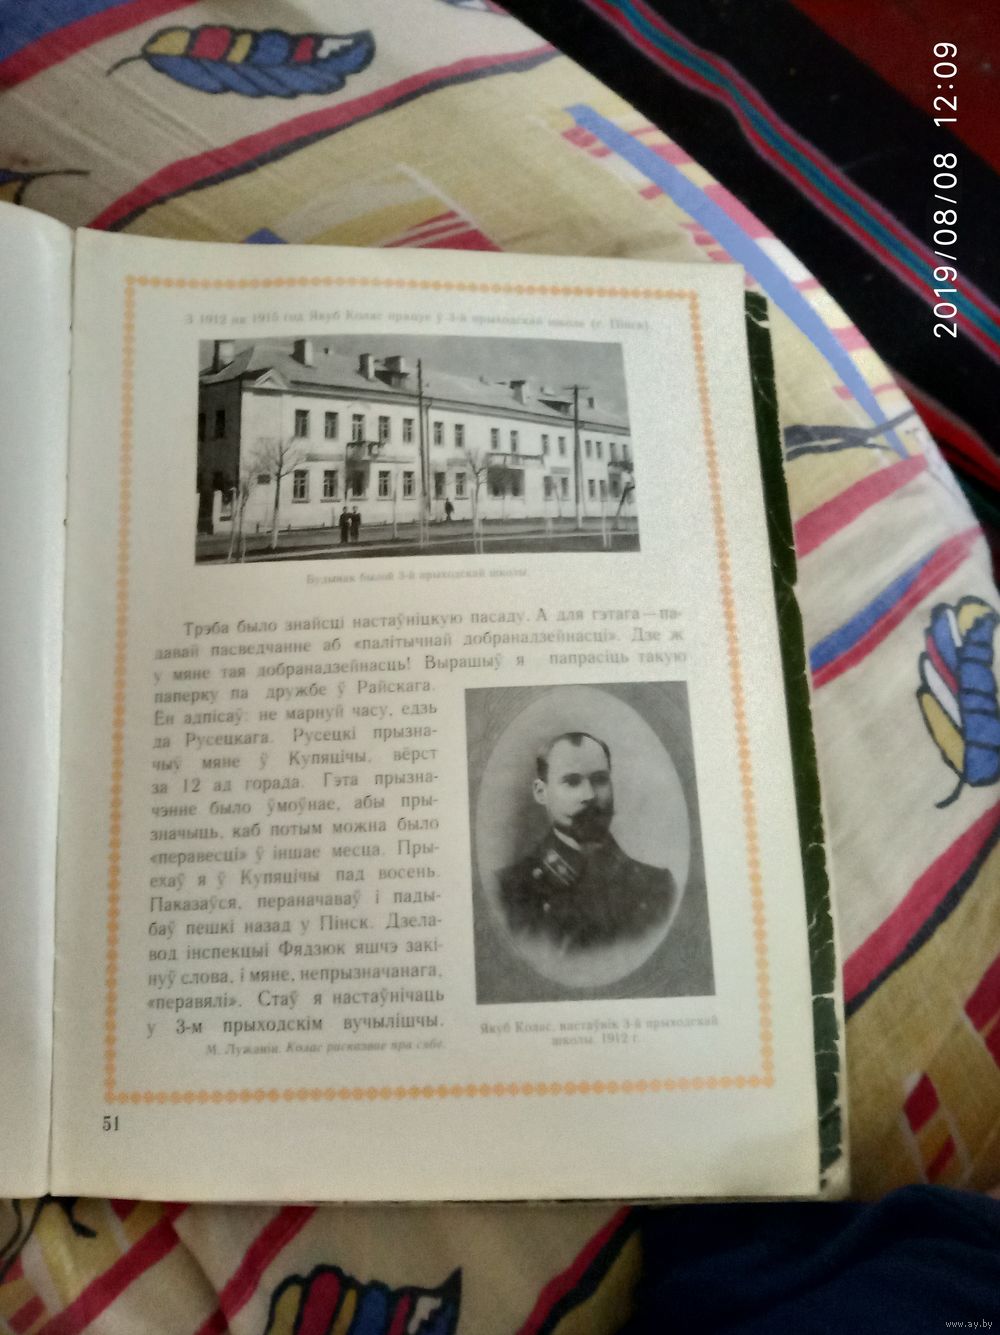 2019/08/08 12:09
З 1912 па 1915 год Якуб Колас працуе ў 3-й прыходскай школе (г. Пінск).
Будынак былой 3-й прыходскай школы.
Трэба было знайсці настаўніцкую пасаду. А для гэтага — па-
давай пасведчанне аб «палітычнай добранадзейнасці». Дзе ж
у мяне тая добранадзейнасць! Вырашыў я папрасіць такую
паперку па дружбе ў Райскага.
Ён адпісаў: не марнуй часу, едзь
да Русецкага. Русецкі прызна-
чыў мяне ў Купяцічы, вёрст
за 12 ад горада. Гэта прызна-
чэнне было ўмоўнае, абы пры-
значыць, каб потым можна было
«перавесці» ў іншае месца. Пры-
ехаў я ў Купяцічы пад восень.
Паказаўся, пераначаваў і пады-
баў пешкі назад у Пінск. Дзела-
вод інспекцыі Фядзюк яшчэ закі-
нуў слова, і мяне, непрызначанага,
«перавялі». Стаў я настаўнічаць
у 3-м прыходскім вучылішчы.
М. Лужанін. Колас расказвае пра сябе.
Якуб Колас, настаўнік 3-й прыходскай
школы. 1912 г.
51
www.ay.by